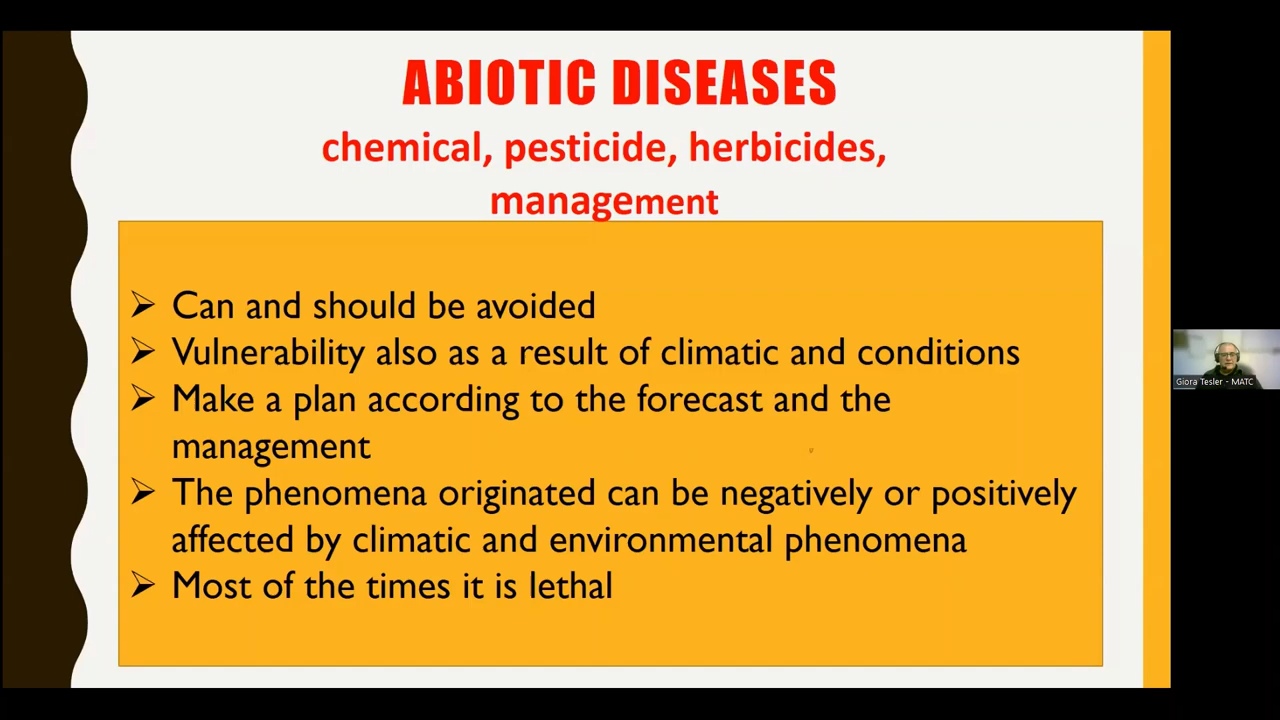 ABIOTIC DISEASES
chemical, pesticide, herbicides,
management
Can and should be avoided
Vulnerability also as a result of climatic and conditions
Make a plan according to the forecast and the
management
The phenomena originated can be negatively or positively
affected by climatic and environmental phenomena
Most of the times it is lethal
Giora Tesler - MATC